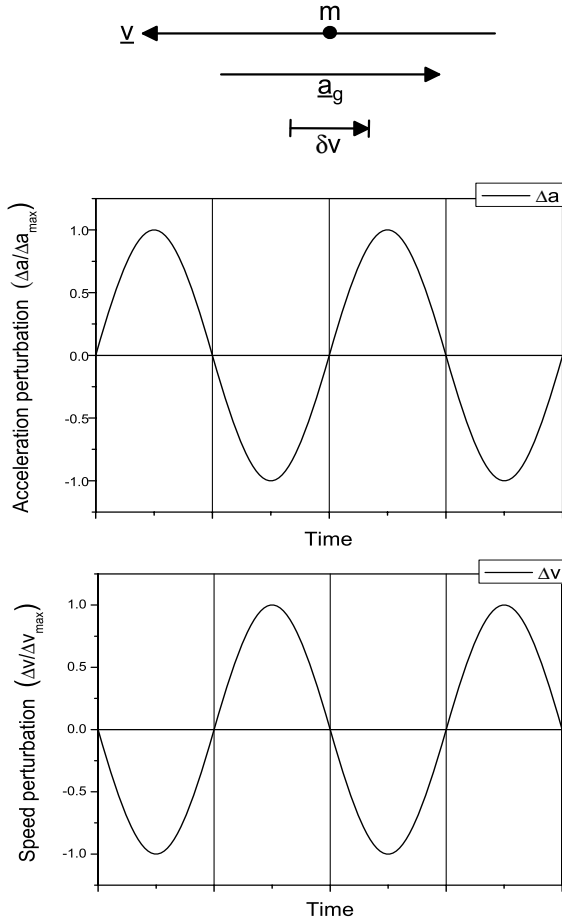 m
v
a_g
δv
Δa
Acceleration perturbation (Δa/Δa_max)
1.0
0.5
0.0
-0.5
-1.0
Time
Δv
Speed perturbation (Δv/Δv_max)
1.0
0.5
0.0
-0.5
-1.0
Time